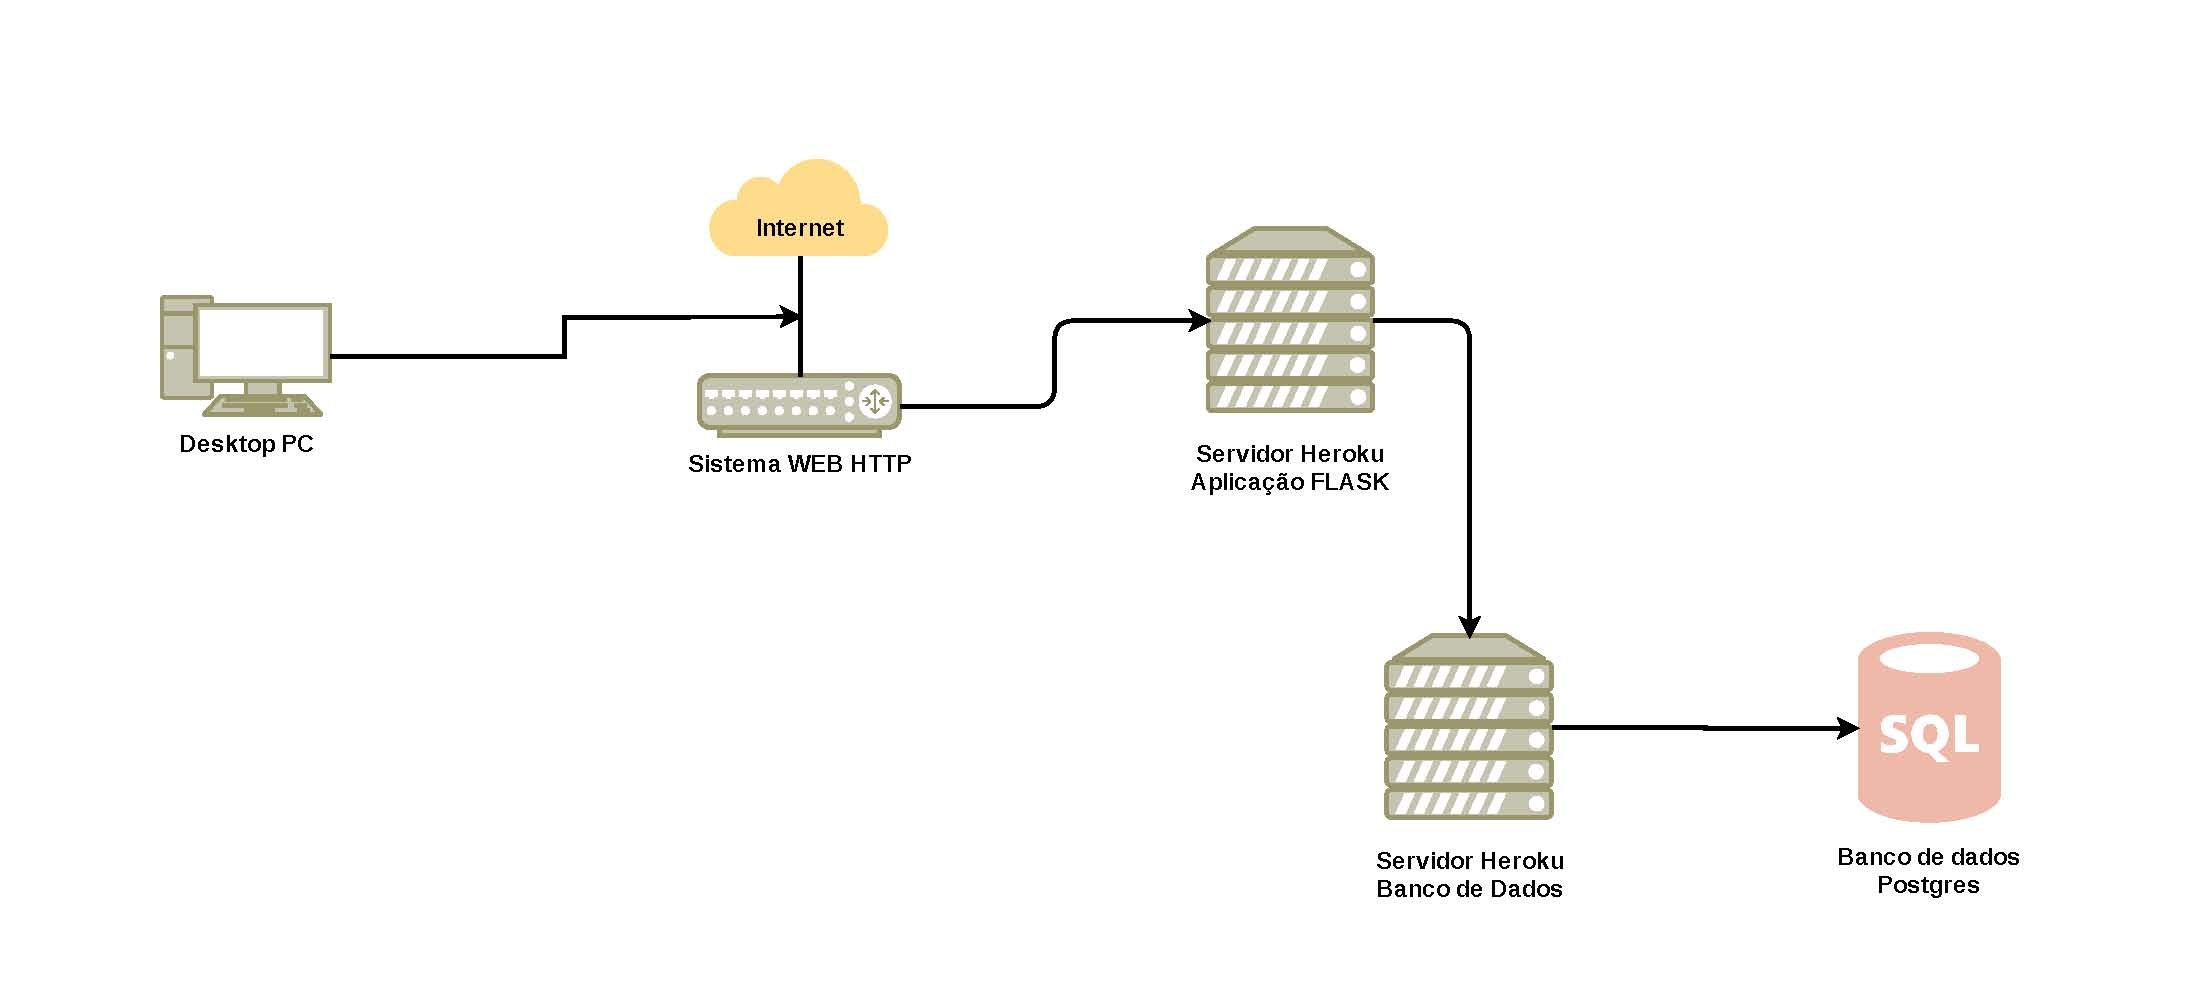 Internet
Desktop PC
Sistema WEB HTTP
Servidor Heroku
Aplicação FLASK
SQL
Servidor Heroku
Banco de Dados
Banco de dados
Postgres